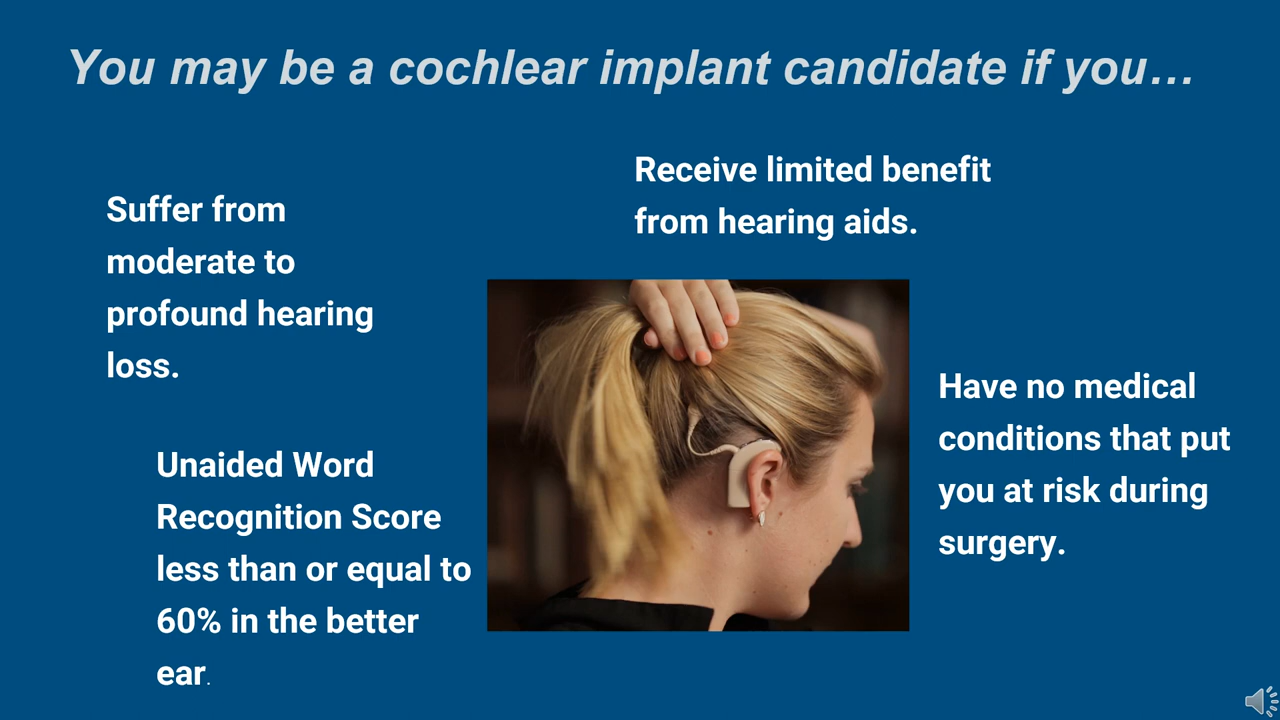 You may be a cochlear implant candidate if you…
Suffer from
moderate to
profound hearing
loss.
Receive limited benefit
from hearing aids.
Unaided Word
Recognition Score
less than or equal to
60% in the better
ear.
Have no medical
conditions that put
you at risk during
surgery.